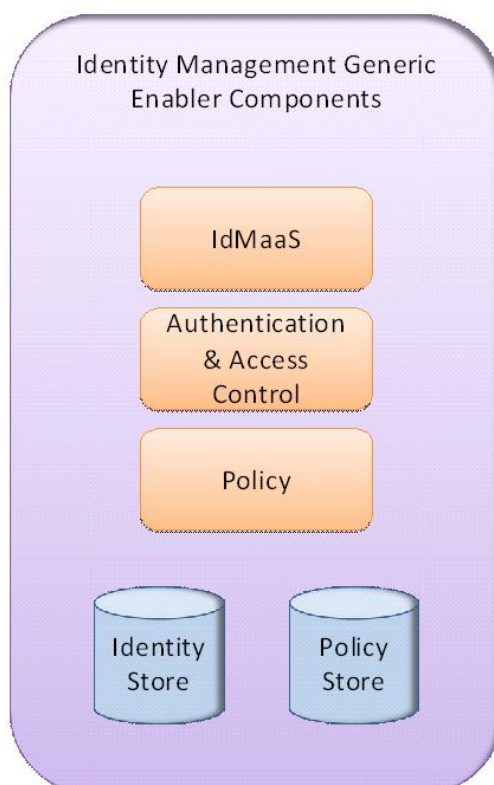 Identity Management Generic
Enabler Components
IdMaaS
Authentication
& Access
Control
Policy
Identity
Store
Policy
Store